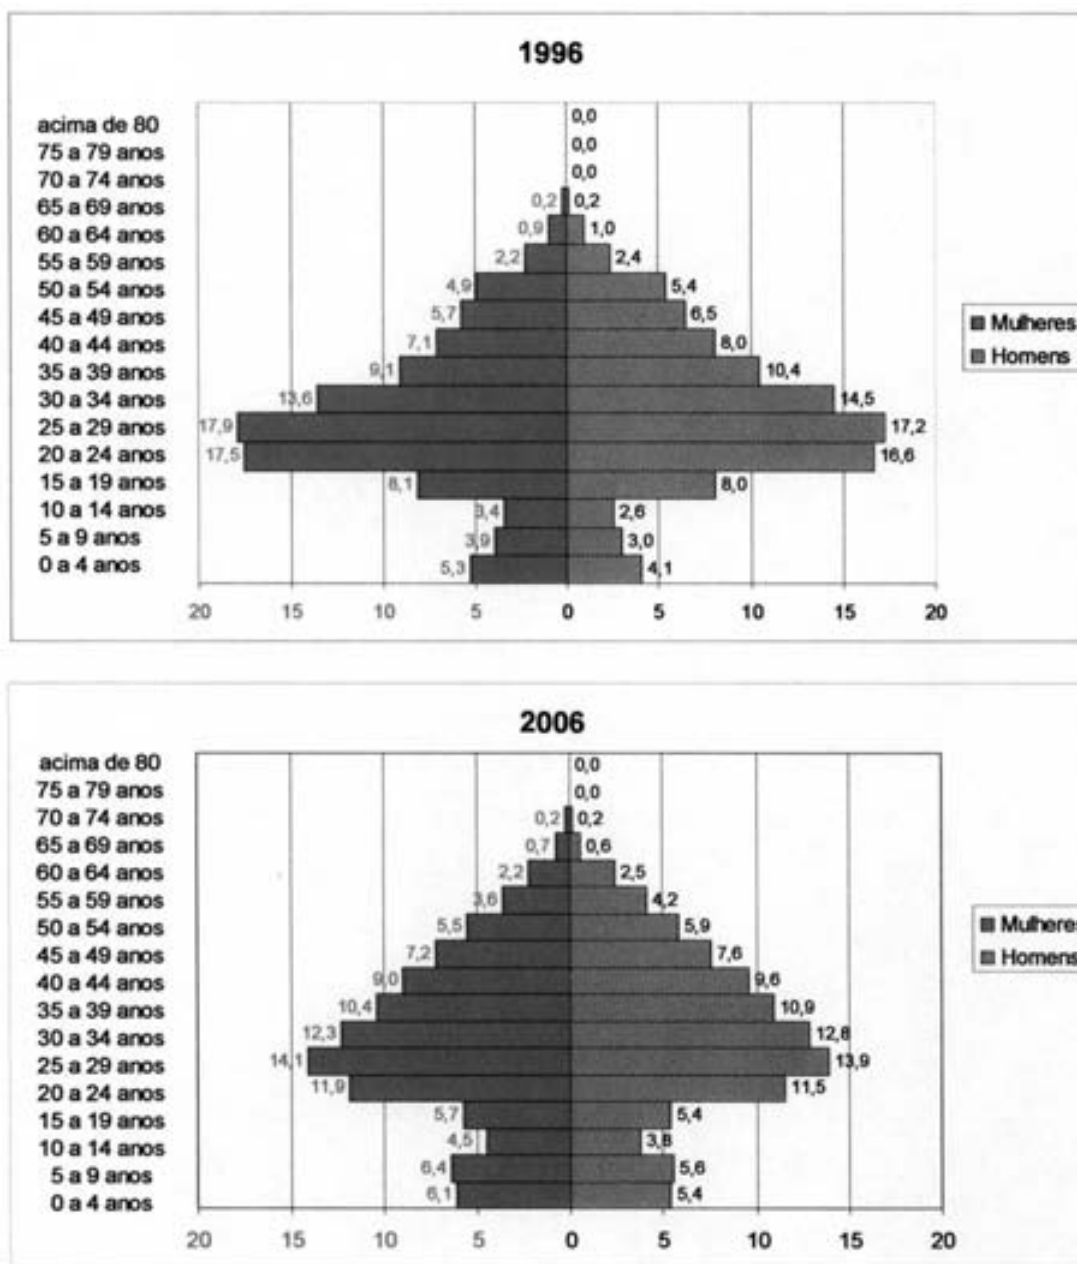 1996
acima de 80 0,0
75 a 79 anos 0,0
70 a 74 anos 0,0
65 a 69 anos 0,2 0,2
60 a 64 anos 0,9 1,0
55 a 59 anos 2,2 2,4
50 a 54 anos 4,9 5,4
45 a 49 anos 5,7 6,5
40 a 44 anos 7,1 8,0
35 a 39 anos 9,1 10,4
30 a 34 anos 13,6 14,5
25 a 29 anos 17,9 17,2
20 a 24 anos 17,5 16,6
15 a 19 anos 8,1 8,0
10 a 14 anos 3,4 2,6
5 a 9 anos 3,9 3,0
0 a 4 anos 5,3 4,1
20 15 10 5 0 5 10 15 20
Mulheres
Homens
2006
acima de 80 0,0
75 a 79 anos 0,0
70 a 74 anos 0,2 0,2
65 a 69 anos 0,7 0,6
60 a 64 anos 2,2 2,5
55 a 59 anos 3,6 4,2
50 a 54 anos 5,5 5,9
45 a 49 anos 7,2 7,6
40 a 44 anos 9,0 9,6
35 a 39 anos 10,4 10,9
30 a 34 anos 12,3 12,8
25 a 29 anos 14,1 13,9
20 a 24 anos 11,9 11,5
15 a 19 anos 5,7 5,4
10 a 14 anos 4,5 3,8
5 a 9 anos 6,4 5,6
0 a 4 anos 6,1 5,4
20 15 10 5 0 5 10 15 20
Mulheres
Homens